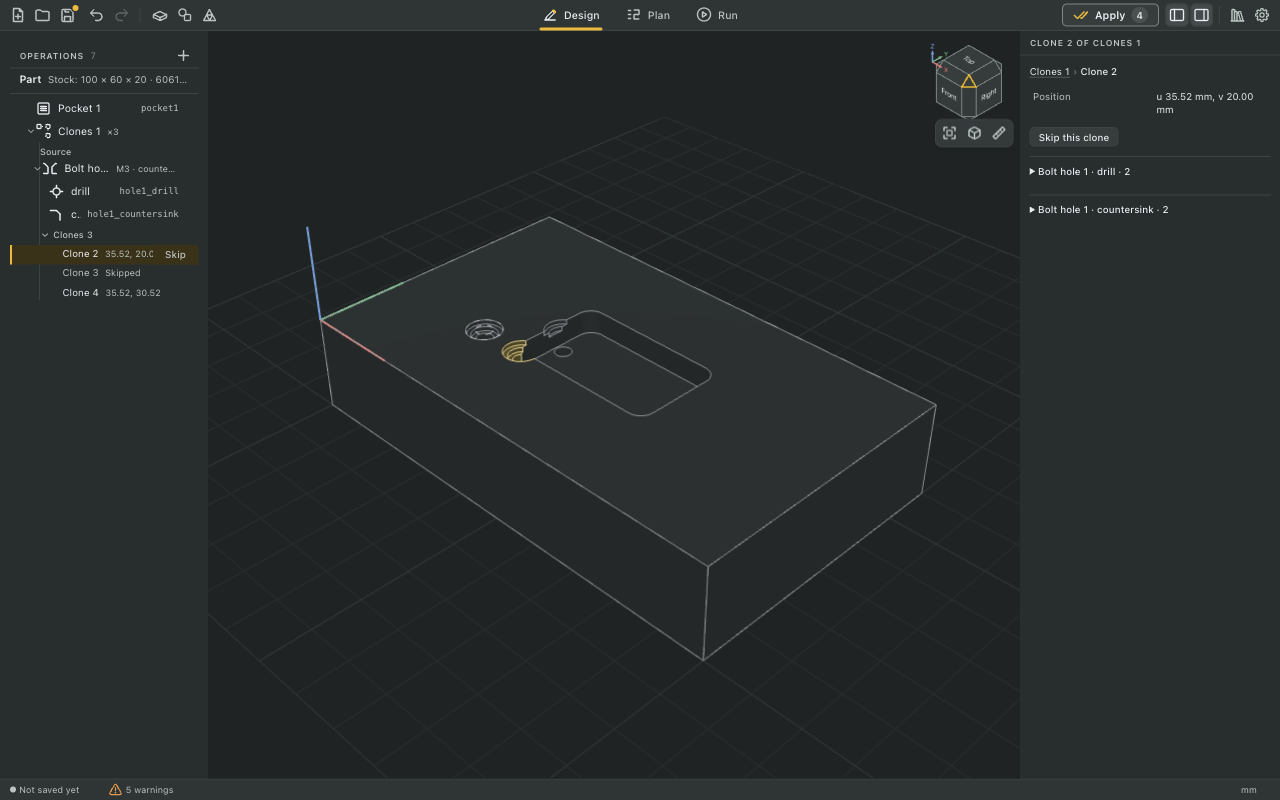 Design
Plan
Run
Apply 4
OPERATIONS 7
Part Stock: 100 × 60 × 20 · 6061...
Pocket 1 pocket1
Clones 1 ×3
Source
Bolt ho... M3 · counte...
drill hole1_drill
c.. hole1_countersink
Clones 3
Clone 2 35.52, 20.0 Skip
Clone 3 Skipped
Clone 4 35.52, 30.52
Z
Y
X
Top
Front
Right
CLONE 2 OF CLONES 1
Clones 1 › Clone 2
Position u 35.52 mm, v 20.00
mm
Skip this clone
Bolt hole 1 · drill · 2
Bolt hole 1 · countersink · 2
Not saved yet
5 warnings
mm